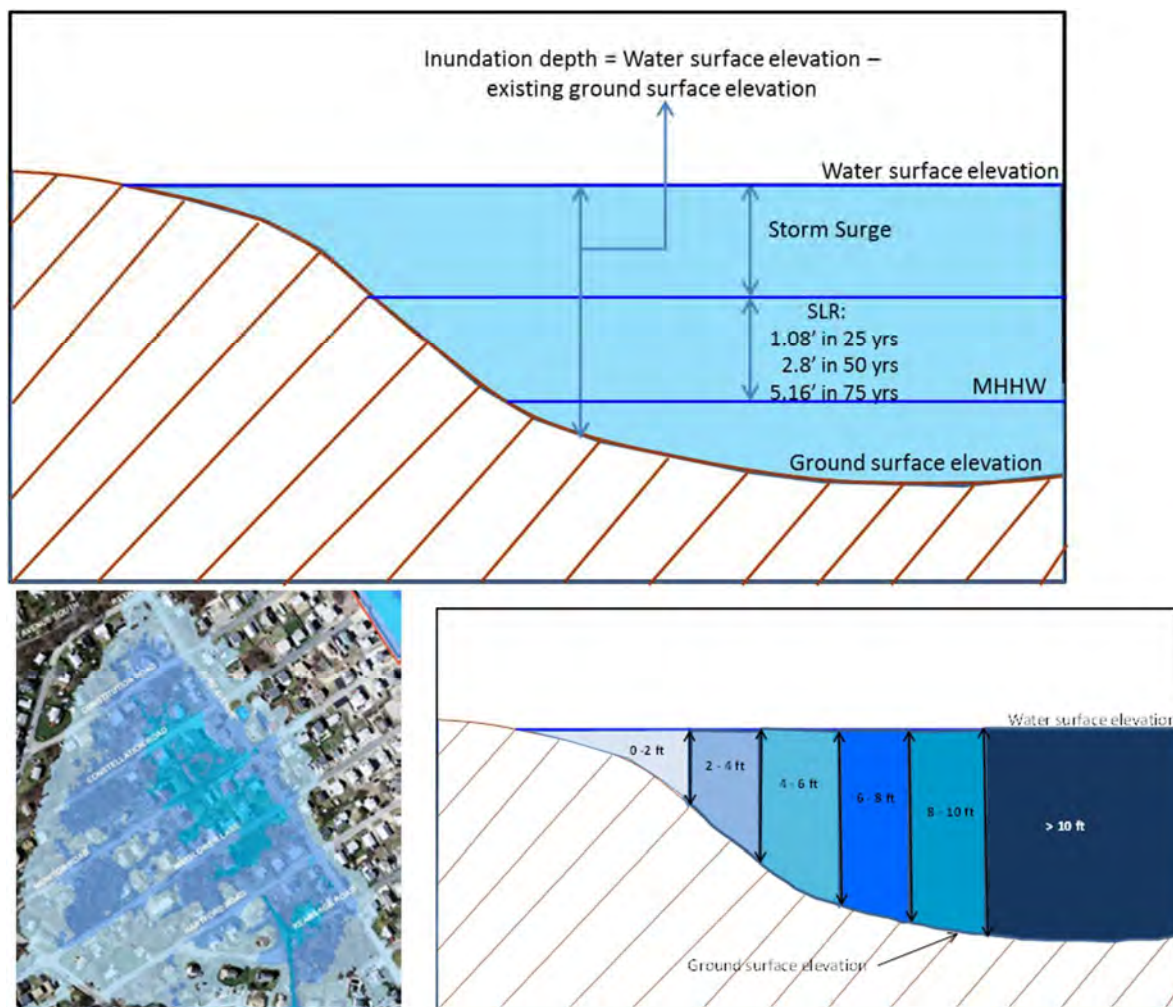 Inundation depth = Water surface elevation –
existing ground surface elevation
Water surface elevation
Storm Surge
SLR:
1.08' in 25 yrs
2.8' in 50 yrs
5.16' in 75 yrs
MHHW
Ground surface elevation
CONSTITUTION ROAD
CONSTELLATION ROAD
MAYFLOWER LANE
HARTFORD ROAD
Water surface elevation
0 -2 ft
2 - 4 ft
4 - 6 ft
6 - 8 ft
8 - 10 ft
> 10 ft
Ground surface elevation